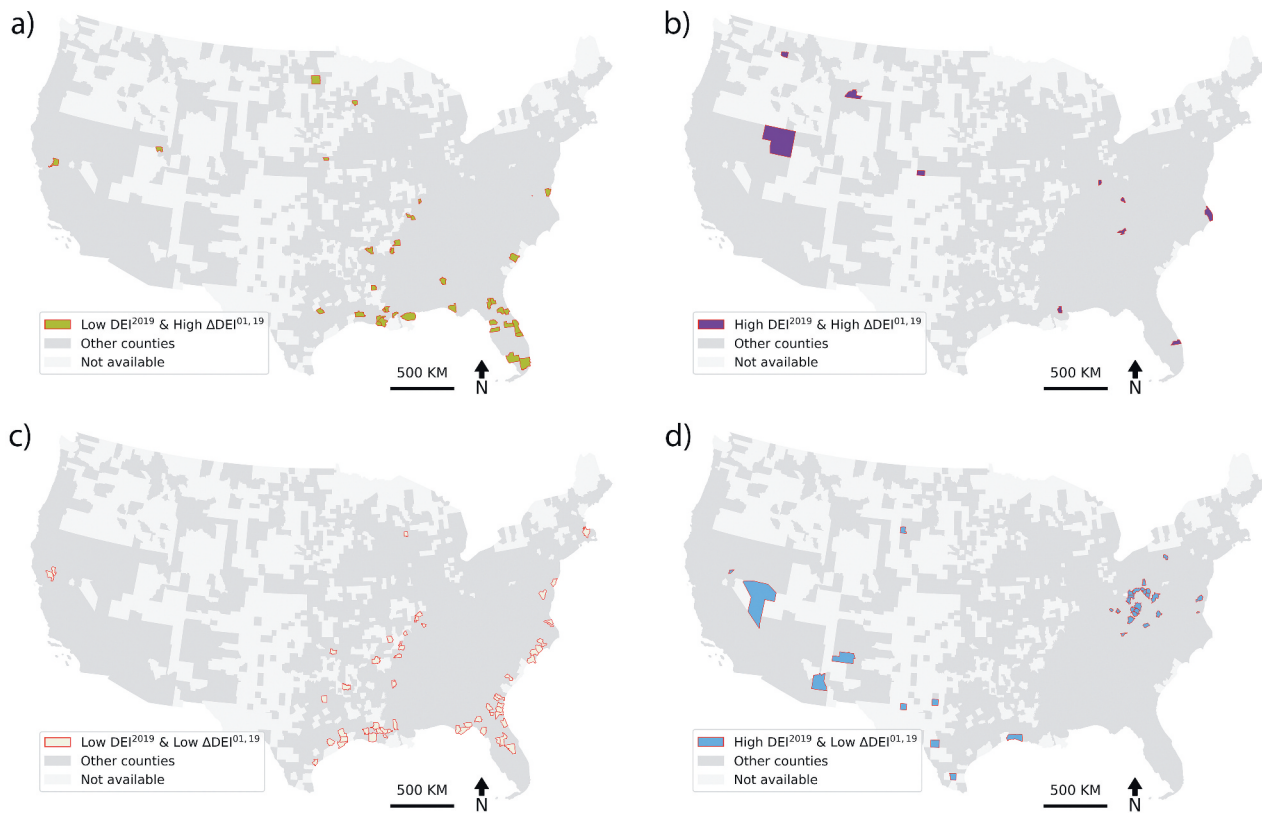 a)
Low DEI²⁰¹⁹ & High ΔDEI⁰¹,¹⁹
Other counties
Not available
500 KM
N
b)
High DEI²⁰¹⁹ & High ΔDEI⁰¹,¹⁹
Other counties
Not available
500 KM
N
c)
Low DEI²⁰¹⁹ & Low ΔDEI⁰¹,¹⁹
Other counties
Not available
500 KM
N
d)
High DEI²⁰¹⁹ & Low ΔDEI⁰¹,¹⁹
Other counties
Not available
500 KM
N